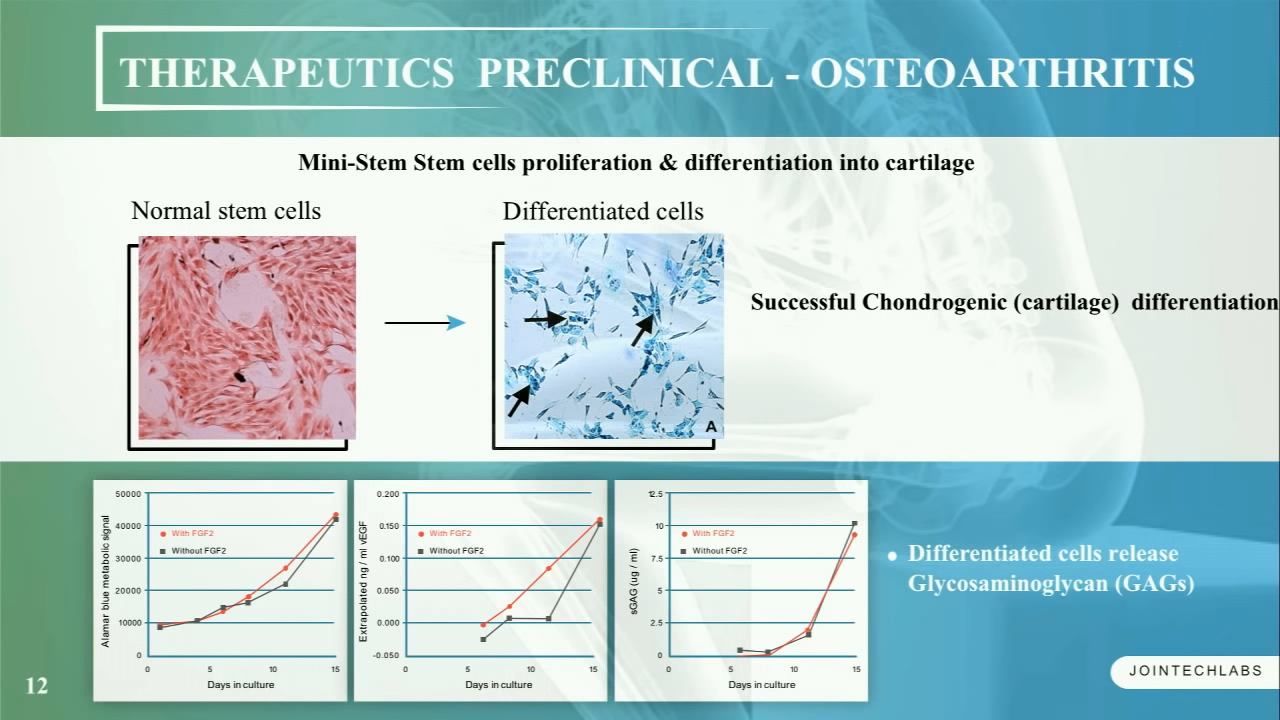 THERAPEUTICS PRECLINICAL - OSTEOARTHRITIS
Mini-Stem Stem cells proliferation & differentiation into cartilage
Normal stem cells
Differentiated cells
A
Successful Chondrogenic (cartilage) differentiation
Alamar blue metabolic signal
50000
40000
30000
20000
10000
0
With FGF2
Without FGF2
0 5 10 15
Days in culture
Extrapolated ng / ml vEGF
0.200
0.150
0.100
0.050
0.000
-0.050
With FGF2
Without FGF2
0 5 10 15
Days in culture
sGAG (ug / ml)
12.5
10
7.5
5
2.5
0
With FGF2
Without FGF2
0 5 10 15
Days in culture
• Differentiated cells release
Glycosaminoglycan (GAGs)
JOINTECHLABS
12